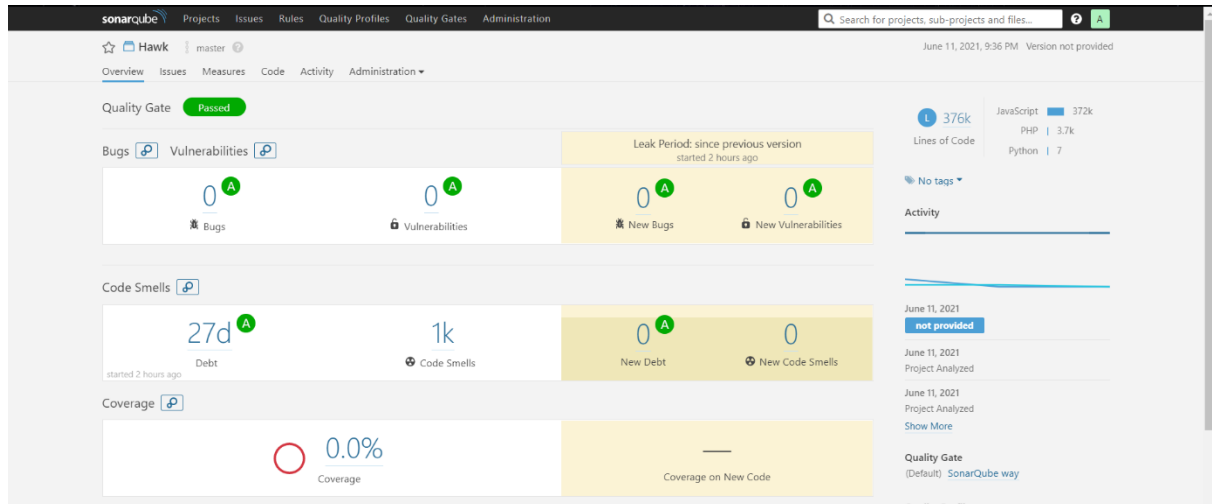 sonarqube Projects Issues Rules Quality Profiles Quality Gates Administration Search for projects, sub-projects and files... ? A
Hawk master ? June 11, 2021, 9:36 PM Version not provided
Overview Issues Measures Code Activity Administration
Quality Gate Passed
Bugs Vulnerabilities
Leak Period: since previous version
started 2 hours ago
0 A
Bugs
0 A
Vulnerabilities
0 A
New Bugs
0 A
New Vulnerabilities
Code Smells
27d A
Debt
started 2 hours ago
1k
Code Smells
0 A
New Debt
0
New Code Smells
Coverage
0.0%
Coverage
Coverage on New Code
L 376k
Lines of Code
JavaScript 372k
PHP 3.7k
Python 7
No tags
Activity
June 11, 2021
not provided
June 11, 2021
Project Analyzed
June 11, 2021
Project Analyzed
Show More
Quality Gate
(Default) SonarQube way